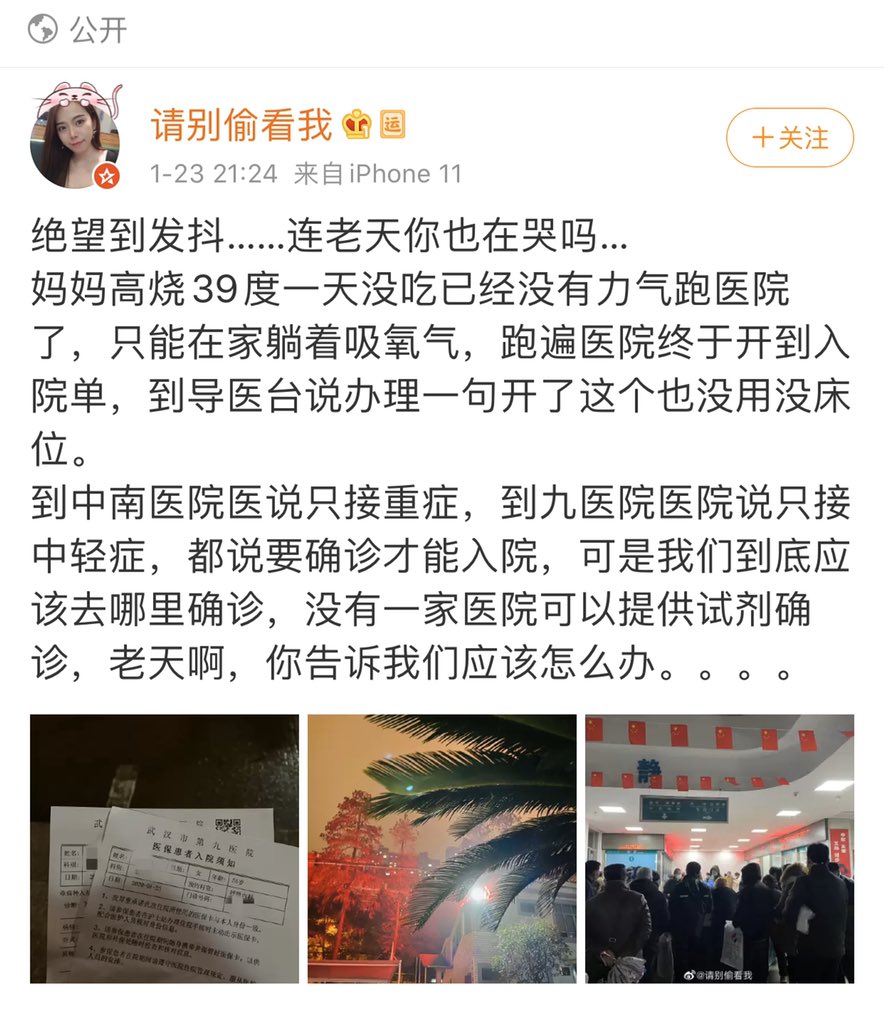 公开
请别偷看我
运
1-23 21:24 来自iPhone 11
+关注
绝望到发抖……连老天你也在哭吗…
妈妈高烧39度一天没吃已经没有力气跑医院
了，只能在家躺着吸氧气，跑遍医院终于开到入
院单，到导医台说办理一句开了这个也没用没床
位。
到中南医院医说只接重症，到九医院医院说只接
中轻症，都说要确诊才能入院，可是我们到底应
该去哪里确诊，没有一家医院可以提供试剂确
诊，老天啊，你告诉我们应该怎么办。。。。
武汉市第九医院
医保患者入院须知
姓名:
科别:
日期:
静
@请别偷看我